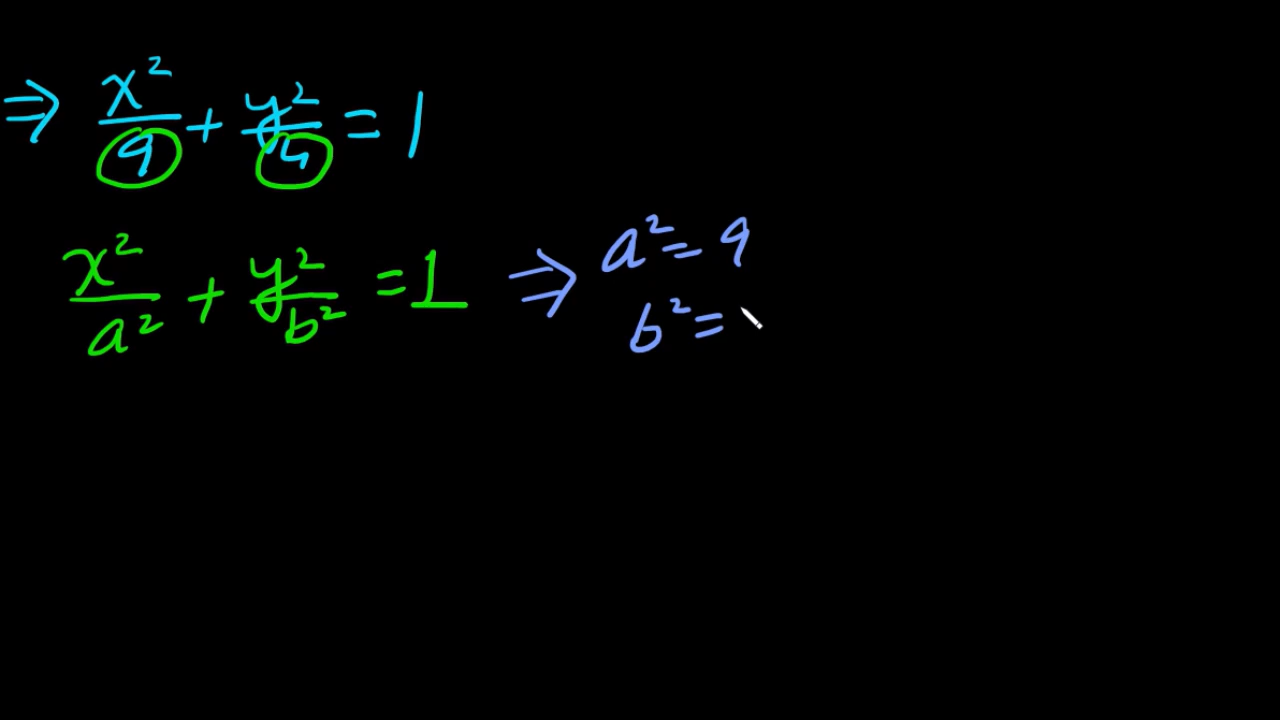 ⇒ x²/9 + y²/4 = 1
x²/a² + y²/b² = 1 ⇒ a² = 9
b² =